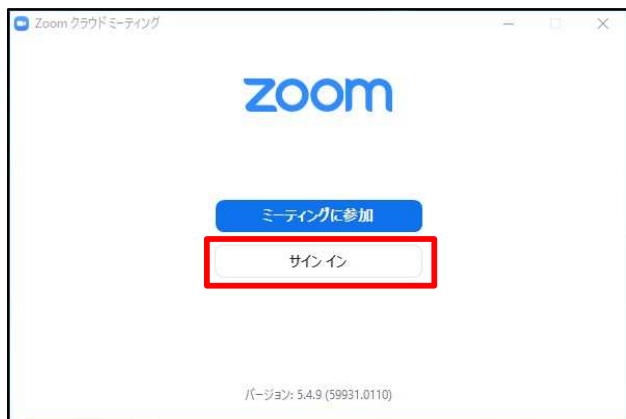 Zoom クラウドミーティング
zoom
ミーティングに参加
サイン イン
バージョン: 5.4.9 (59931.0110)